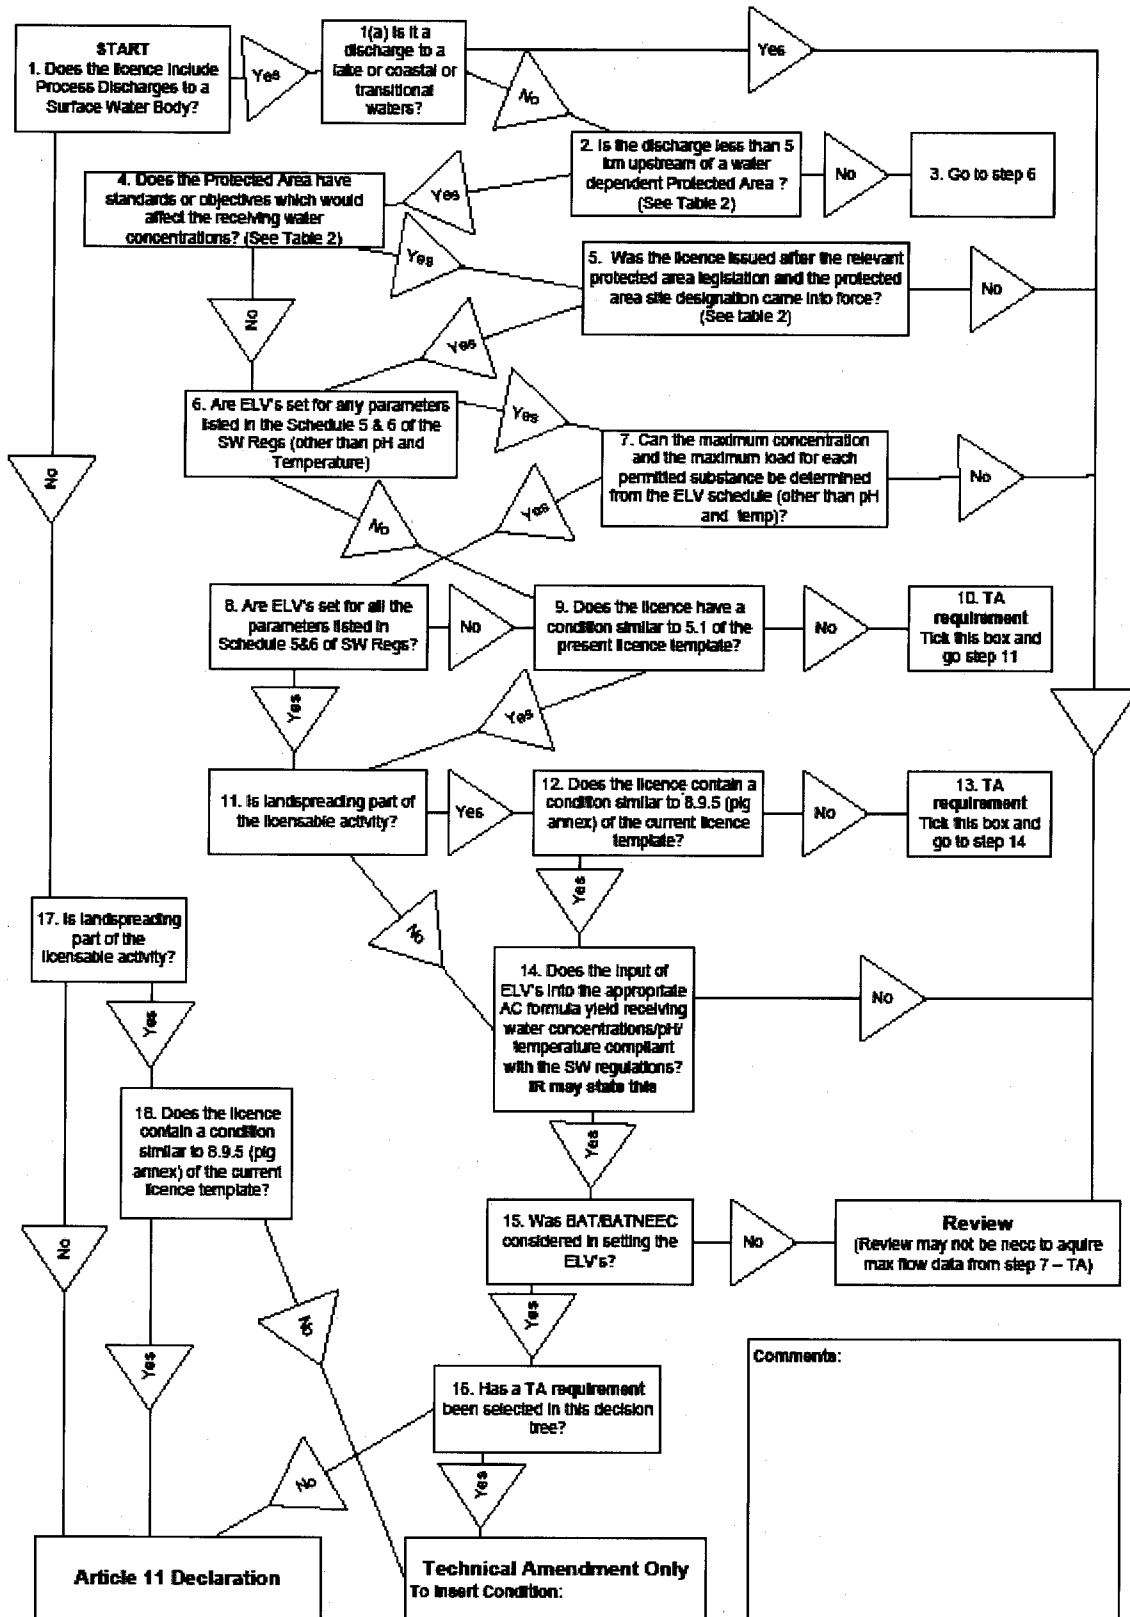 START
1. Does the licence include
Process Discharges to a
Surface Water Body?
Yes
1(a) Is it a
discharge to a
lake or coastal or
transitional
waters?
Yes
No
2. Is the discharge less than 5
km upstream of a water
dependent Protected Area ?
(See Table 2)
No
3. Go to step 6
Yes
4. Does the Protected Area have
standards or objectives which would
affect the receiving water
concentrations? (See Table 2)
Yes
No
5. Was the licence issued after the relevant
protected area legislation and the protected
area site designation came into force?
(See table 2)
No
Yes
6. Are ELV's set for any parameters
listed in the Schedule 5 & 6 of the
SW Regs (other than pH and
Temperature)
Yes
No
7. Can the maximum concentration
and the maximum load for each
permitted substance be determined
from the ELV schedule (other than pH
and temp)?
No
Yes
No
8. Are ELV's set for all the
parameters listed in
Schedule 5&6 of SW Regs?
No
9. Does the licence have a
condition similar to 5.1 of the
present licence template?
No
10. TA
requirement
Tick this box and
go step 11
Yes
Yes
11. Is landspreading part of
the licensable activity?
Yes
12. Does the licence contain a
condition similar to 8.9.5 (pig
annex) of the current licence
template?
No
13. TA
requirement
Tick this box and
go to step 14
Yes
No
17. Is landspreading
part of the
licensable activity?
14. Does the input of
ELV's into the appropriate
AC formula yield receiving
water concentrations/pH/
temperature compliant
with the SW regulations?
IR may state this
No
Yes
Yes
18. Does the licence
contain a condition
similar to 8.9.5 (pig
annex) of the current
licence template?
15. Was BAT/BATNEEC
considered in setting the
ELV's?
No
Review
(Review may not be necc to aquire
max flow data from step 7 – TA)
No
Yes
No
Yes
16. Has a TA requirement
been selected in this decision
tree?
Comments:
No
Yes
Article 11 Declaration
Technical Amendment Only
To Insert Condition: